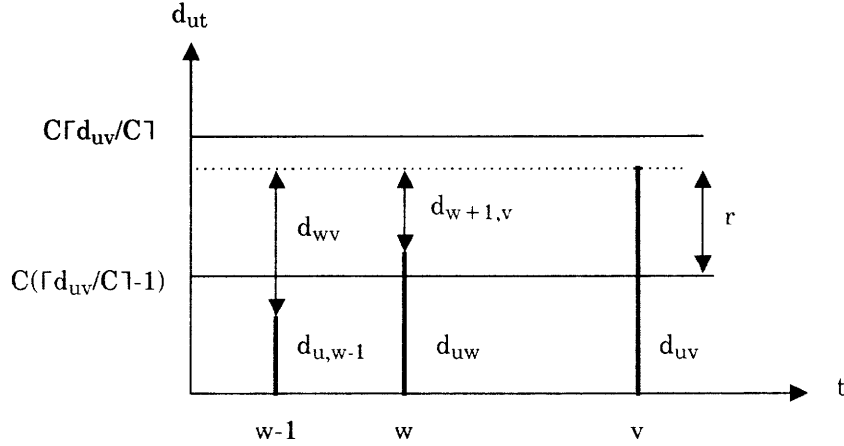 d_ut
C⌈d_uv/C⌉
d_w+1,v
d_wv
r
C(⌈d_uv/C⌉-1)
d_u,w-1
d_uw
d_uv
t
w-1
w
v